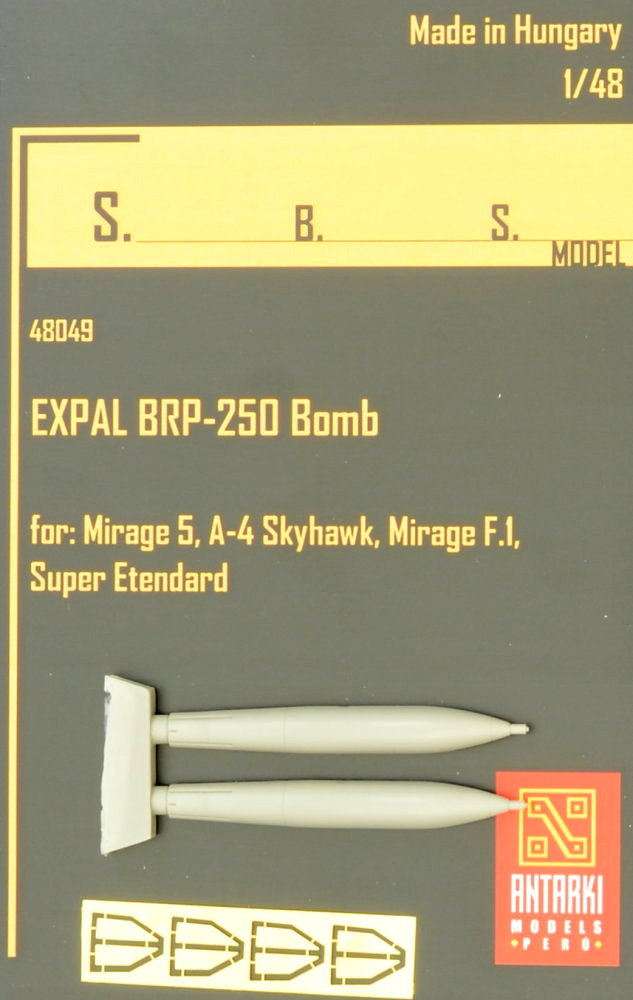 Made in Hungary
1/48
S. B. S.
MODEL
48049
EXPAL BRP-250 Bomb
for: Mirage 5, A-4 Skyhawk, Mirage F.1,
Super Etendard
ANTARKI
MODELS
PERÚ